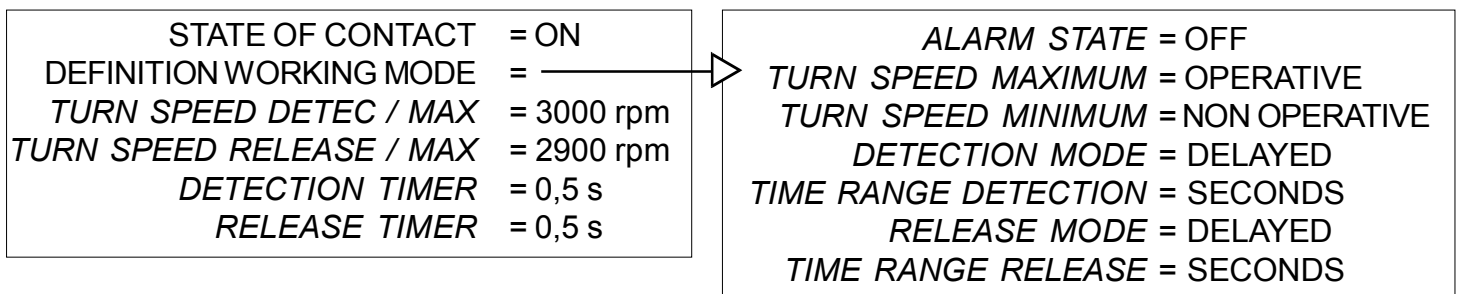 STATE OF CONTACT = ON
DEFINITION WORKING MODE =
TURN SPEED DETEC / MAX = 3000 rpm
TURN SPEED RELEASE / MAX = 2900 rpm
DETECTION TIMER = 0,5 s
RELEASE TIMER = 0,5 s
ALARM STATE = OFF
TURN SPEED MAXIMUM = OPERATIVE
TURN SPEED MINIMUM = NON OPERATIVE
DETECTION MODE = DELAYED
TIME RANGE DETECTION = SECONDS
RELEASE MODE = DELAYED
TIME RANGE RELEASE = SECONDS